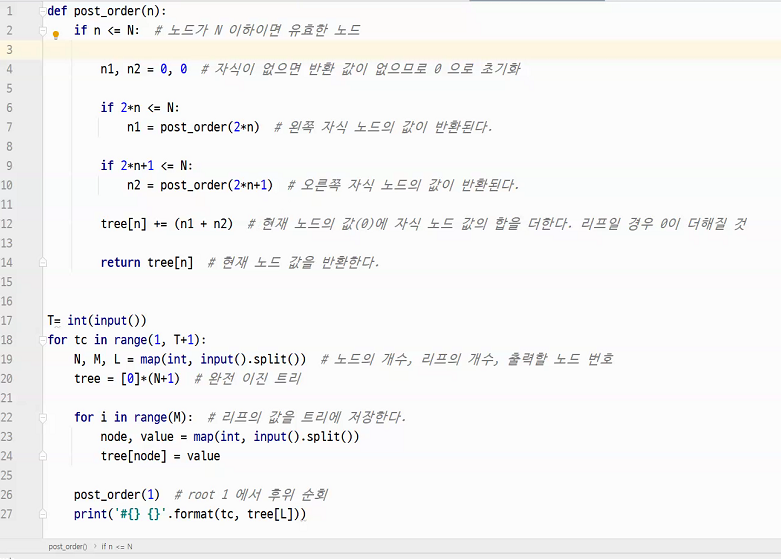 1 def post_order(n):
2     if n <= N:  # 노드가 N 이하이면 유효한 노드
3
4         n1, n2 = 0, 0  # 자식이 없으면 반환 값이 없으므로 0 으로 초기화
5
6         if 2*n <= N:
7             n1 = post_order(2*n)  # 왼쪽 자식 노드의 값이 반환된다.
8
9         if 2*n+1 <= N:
10             n2 = post_order(2*n+1)  # 오른쪽 자식 노드의 값이 반환된다.
11
12         tree[n] += (n1 + n2)  # 현재 노드의 값(0)에 자식 노드 값의 합을 더한다. 리프일 경우 0이 더해질 것
13
14         return tree[n]  # 현재 노드 값을 반환한다.
15
16
17 T= int(input())
18 for tc in range(1, T+1):
19     N, M, L = map(int, input().split())  # 노드의 개수, 리프의 개수, 출력할 노드 번호
20     tree = [0]*(N+1)  # 완전 이진 트리
21
22     for i in range(M):  # 리프의 값을 트리에 저장한다.
23         node, value = map(int, input().split())
24         tree[node] = value
25
26     post_order(1)  # root 1 에서 후위 순회
27     print('#{} {}'.format(tc, tree[L]))
post_order() > if n <= N